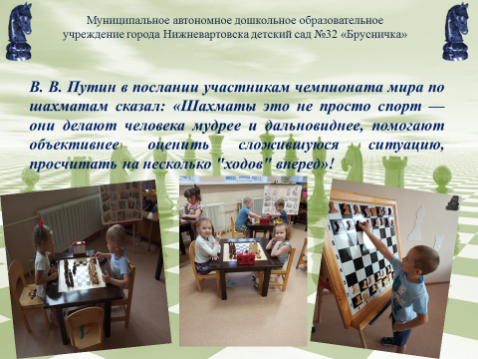 Муниципальное автономное дошкольное образовательное
учреждение города Нижневартовска детский сад №32 «Брусничка»
В. В. Путин в послании участникам чемпионата мира по
шахматам сказал: «Шахматы это не просто спорт —
они делают человека мудрее и дальновиднее, помогают
объективнее оценить сложившуюся ситуацию,
просчитать на несколько "ходов" вперед»!